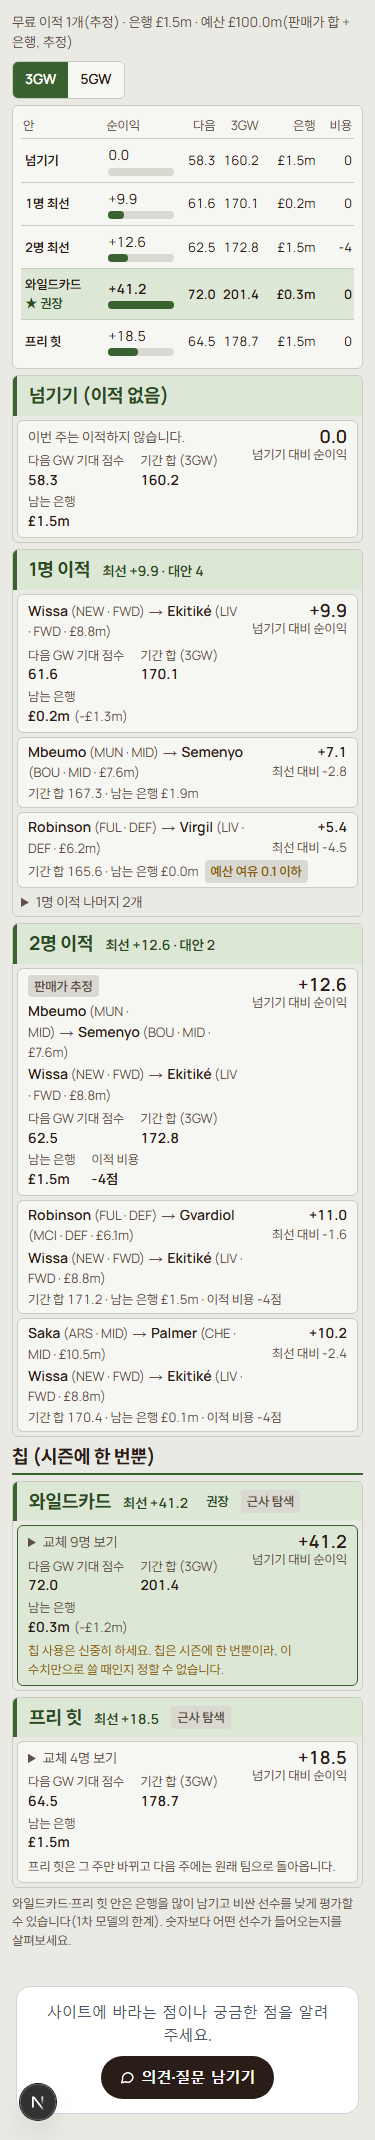 무료 이적 1개(추정) · 은행 £1.5m · 예산 £100.0m(판매가 합 +
은행, 추정)
3GW 5GW
안 순이익 다음 3GW 은행 비용
넘기기 0.0 58.3 160.2 £1.5m 0
1명 최선 +9.9 61.6 170.1 £0.2m 0
2명 최선 +12.6 62.5 172.8 £1.5m -4
와일드카드
★ 권장 +41.2 72.0 201.4 £0.3m 0
프리 힛 +18.5 64.5 178.7 £1.5m 0
넘기기 (이적 없음)
이번 주는 이적하지 않습니다. 0.0
넘기기 대비 순이익
다음 GW 기대 점수 기간 합 (3GW)
58.3 160.2
남는 은행
£1.5m
1명 이적 최선 +9.9 · 대안 4
Wissa (NEW · FWD) → Ekitiké (LIV
· FWD · £8.8m)
+9.9
넘기기 대비 순이익
다음 GW 기대 점수 기간 합 (3GW)
61.6 170.1
남는 은행
£0.2m (-£1.3m)
Mbeumo (MUN · MID) → Semenyo
(BOU · MID · £7.6m)
+7.1
최선 대비 -2.8
기간 합 167.3 · 남는 은행 £1.9m
Robinson (FUL · DEF) → Virgil (LIV ·
DEF · £6.2m)
+5.4
최선 대비 -4.5
기간 합 165.6 · 남는 은행 £0.0m 예산 여유 0.1 이하
▶ 1명 이적 나머지 2개
2명 이적 최선 +12.6 · 대안 2
판매가 추정
+12.6
넘기기 대비 순이익
Mbeumo (MUN ·
MID) → Semenyo (BOU · MID ·
£7.6m)
Wissa (NEW · FWD) → Ekitiké (LIV
· FWD · £8.8m)
다음 GW 기대 점수 기간 합 (3GW)
62.5 172.8
남는 은행 이적 비용
£1.5m -4점
Robinson (FUL · DEF) → Gvardiol
(MCI · DEF · £6.1m)
+11.0
최선 대비 -1.6
Wissa (NEW · FWD) → Ekitiké (LIV ·
FWD · £8.8m)
기간 합 171.2 · 남는 은행 £1.5m · 이적 비용 -4점
Saka (ARS · MID) → Palmer (CHE ·
MID · £10.5m)
+10.2
최선 대비 -2.4
Wissa (NEW · FWD) → Ekitiké (LIV ·
FWD · £8.8m)
기간 합 170.4 · 남는 은행 £0.1m · 이적 비용 -4점
칩 (시즌에 한 번뿐)
와일드카드 최선 +41.2 권장 근사 탐색
▶ 교체 9명 보기
+41.2
넘기기 대비 순이익
다음 GW 기대 점수 기간 합 (3GW)
72.0 201.4
남는 은행
£0.3m (-£1.2m)
칩 사용은 신중히 하세요. 칩은 시즌에 한 번뿐이라, 이
수치만으로 쓸 때인지 정할 수 없습니다.
프리 힛 최선 +18.5 근사 탐색
▶ 교체 4명 보기
+18.5
넘기기 대비 순이익
다음 GW 기대 점수 기간 합 (3GW)
64.5 178.7
남는 은행
£1.5m
프리 힛은 그 주만 바뀌고 다음 주에는 원래 팀으로 돌아옵니다.
와일드카드·프리 힛 안은 은행을 많이 남기고 비싼 선수를 낮게 평가할
수 있습니다(1차 모델의 한계). 숫자보다 어떤 선수가 들어오는지를
살펴보세요.
사이트에 바라는 점이나 궁금한 점을 알려
주세요.
의견·질문 남기기
N